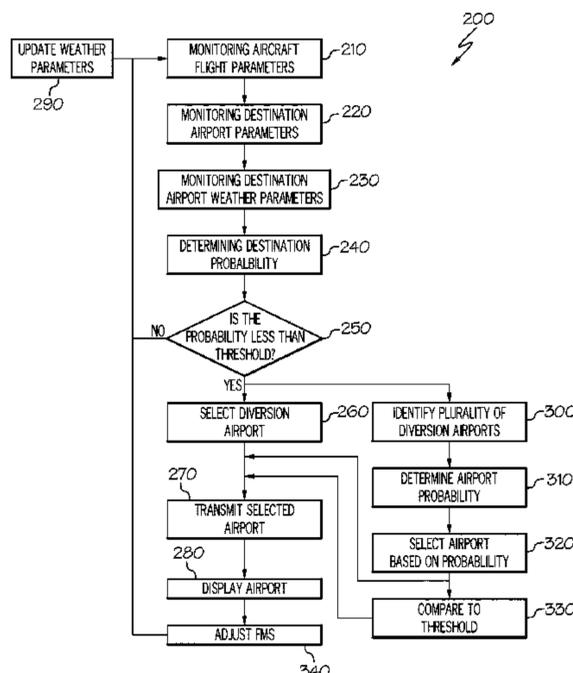 200
UPDATE WEATHER
PARAMETERS
290
MONITORING AIRCRAFT
FLIGHT PARAMETERS
210
MONITORING DESTINATION
AIRPORT PARAMETERS
220
MONITORING DESTINATION
AIRPORT WEATHER PARAMETERS
230
DETERMINING DESTINATION
PROBALBILITY
240
IS THE
PROBABILITY LESS THAN
THRESHOLD?
250
NO
YES
SELECT DIVERSION
AIRPORT
260
IDENTIFY PLURALITY OF
DIVERSION AIRPORTS
300
270
TRANSMIT SELECTED
AIRPORT
DETERMINE AIRPORT
PROBABILITY
310
280
DISPLAY AIRPORT
SELECT AIRPORT
BASED ON PROBABLILITY
320
ADJUST FMS
340
COMPARE TO
THRESHOLD
330